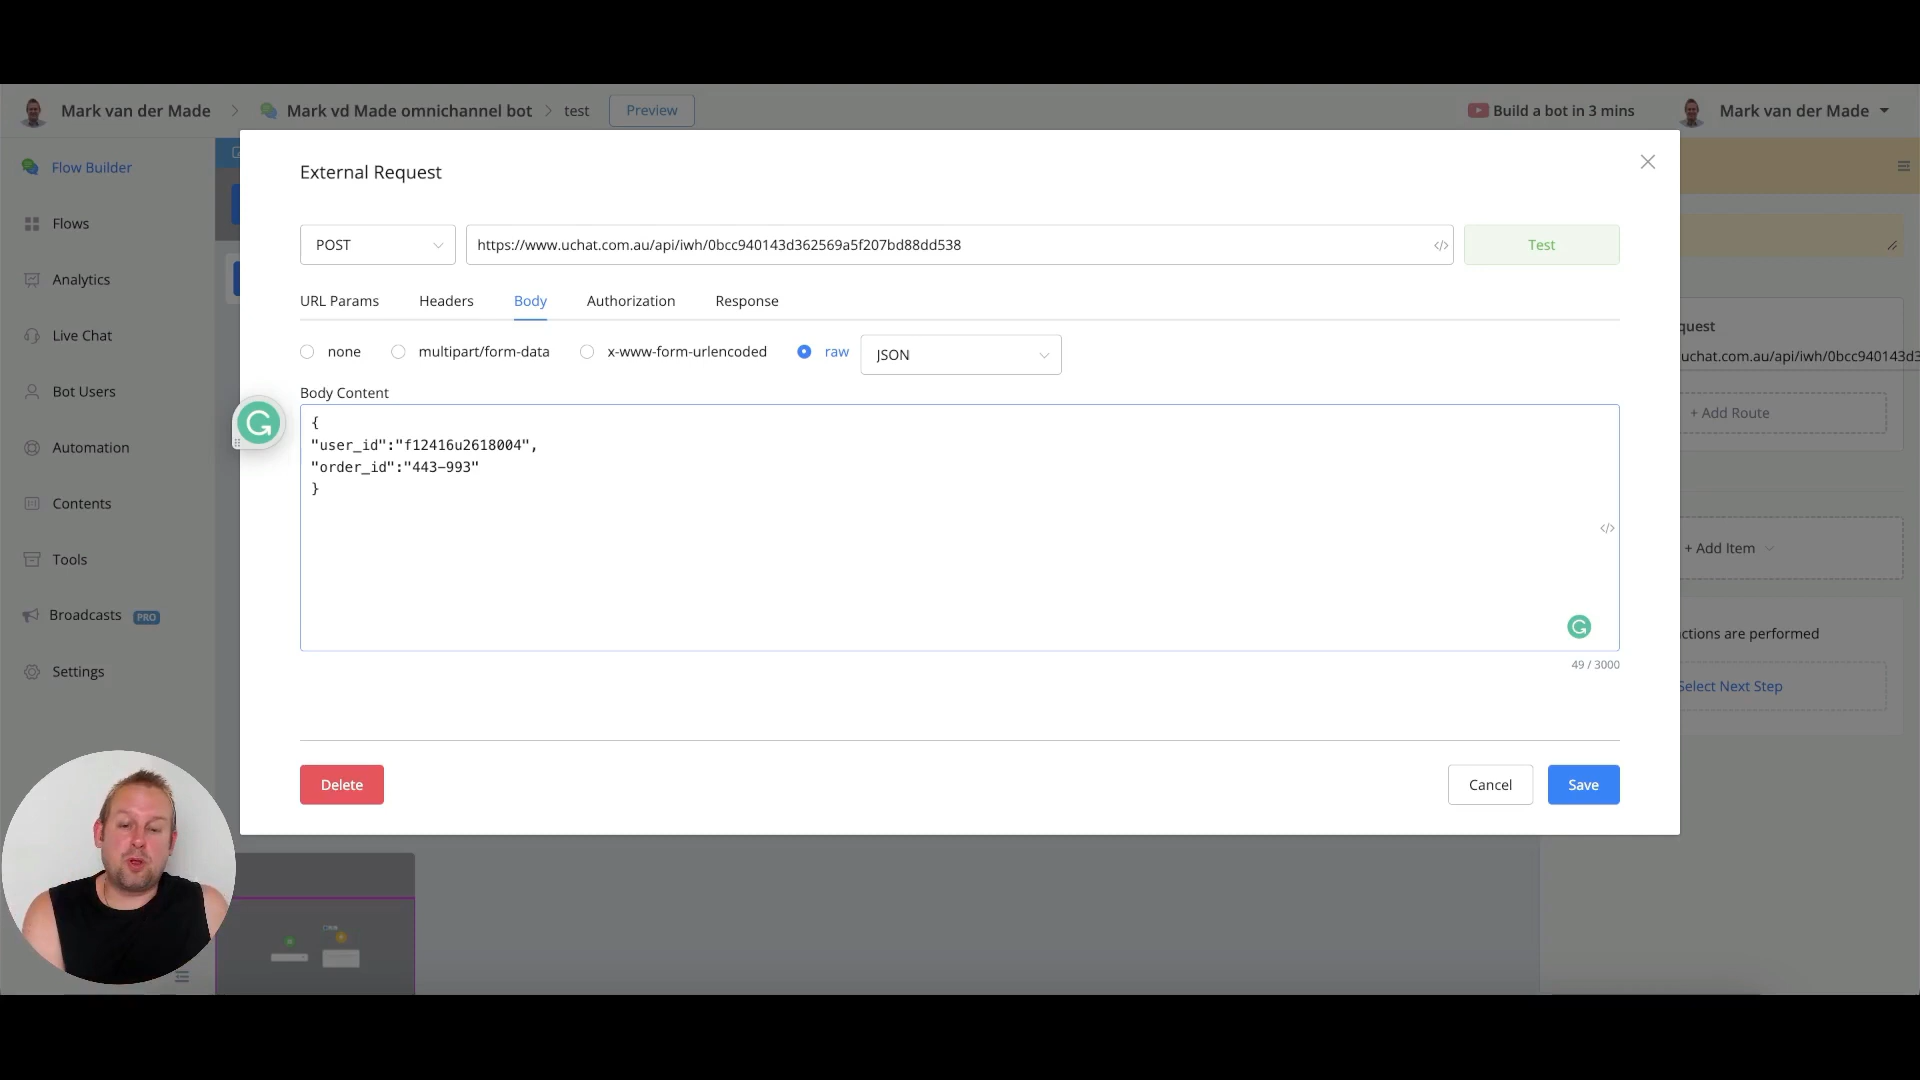 Mark van der Made > Mark vd Made omnichannel bot > test Preview
Build a bot in 3 mins Mark van der Made
Flow Builder
Flows
Analytics
Live Chat
Bot Users
Automation
Contents
Tools
Broadcasts PRO
Settings
External Request
POST https://www.uchat.com.au/api/iwh/0bcc940143d362569a5f207bd88dd538 </> Test
URL Params Headers Body Authorization Response
none multipart/form-data x-www-form-urlencoded raw JSON
Body Content
{
"user_id":"f12416u2618004",
"order_id":"443-993"
}
</>
49 / 3000
Delete Cancel Save
quest
uchat.com.au/api/iwh/0bcc940143d3
+ Add Route
+ Add Item
ctions are performed
Select Next Step